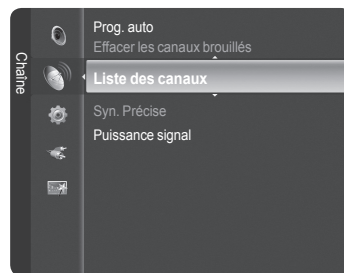 Chaîne
Prog. auto
Effacer les canaux brouillés
Liste des canaux
Syn. Précise
Puissance signal